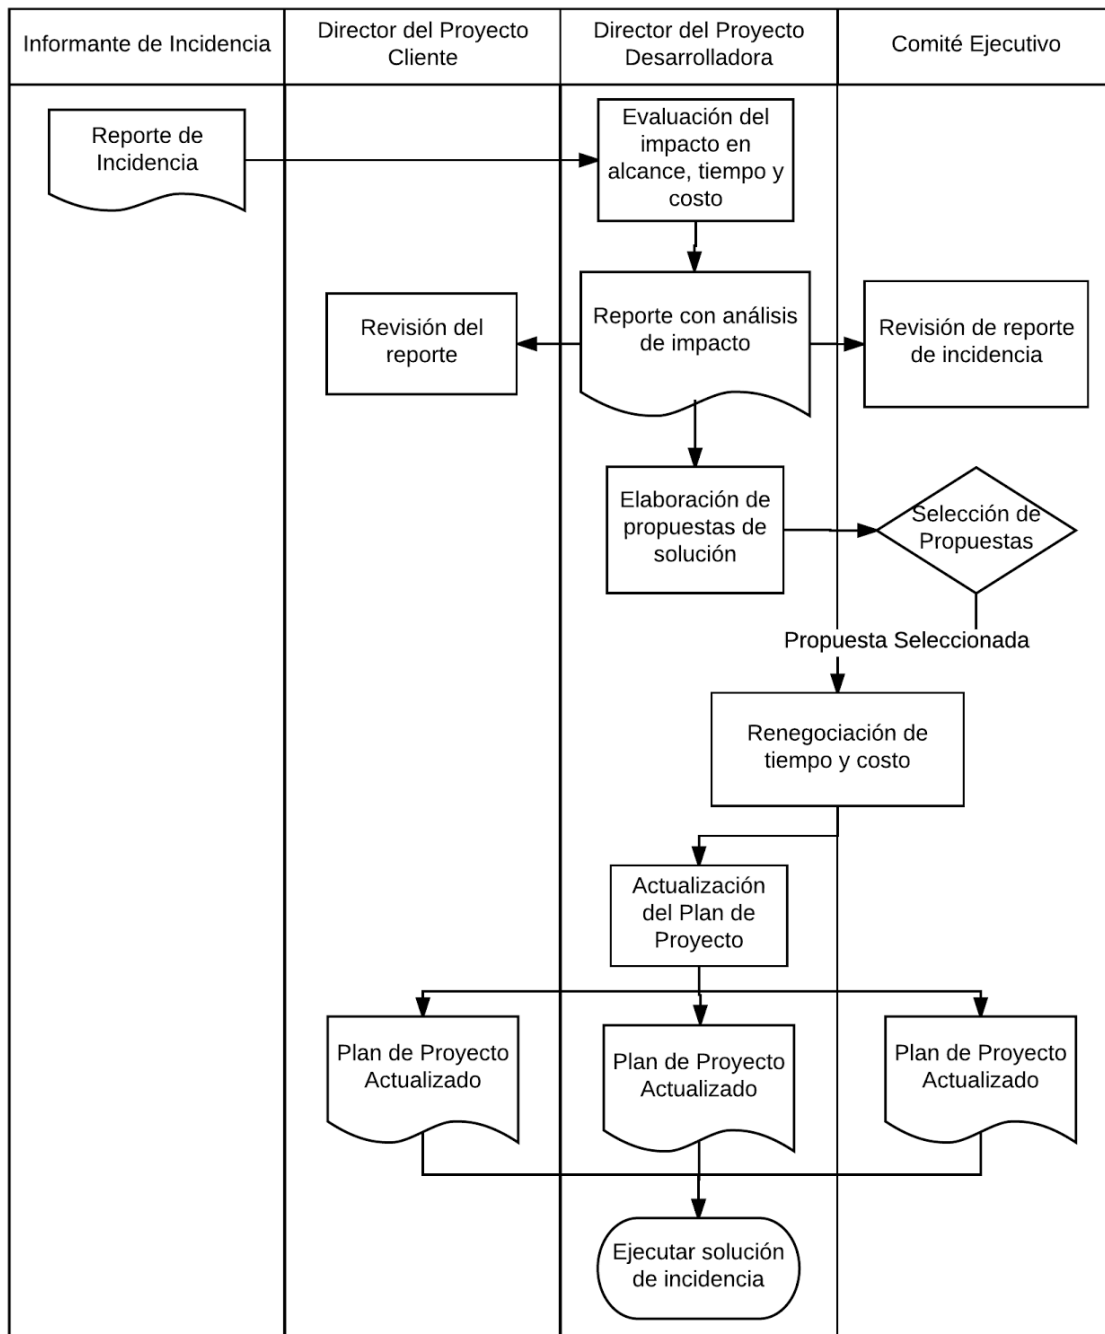 Informante de Incidencia
Director del Proyecto
Cliente
Director del Proyecto
Desarrolladora
Comité Ejecutivo
Reporte de
Incidencia
Evaluación del
impacto en
alcance, tiempo y
costo
Revisión del
reporte
Reporte con análisis
de impacto
Revisión de reporte
de incidencia
Elaboración de
propuestas de
solución
Selección de
Propuestas
Propuesta Seleccionada
Renegociación de
tiempo y costo
Actualización
del Plan de
Proyecto
Plan de Proyecto
Actualizado
Plan de Proyecto
Actualizado
Plan de Proyecto
Actualizado
Ejecutar solución
de incidencia